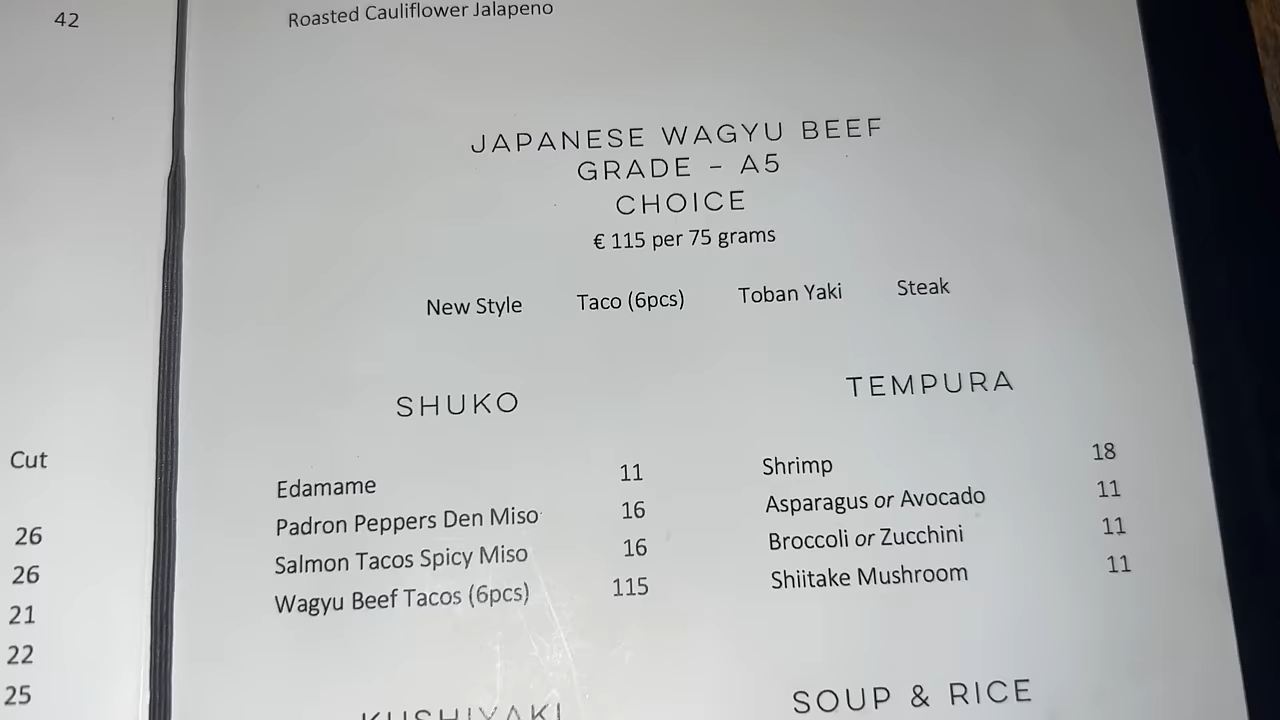 42
Cut
26
26
21
22
25
Roasted Cauliflower Jalapeno
JAPANESE WAGYU BEEF
GRADE - A5
CHOICE
€ 115 per 75 grams
New Style Taco (6pcs) Toban Yaki Steak
SHUKO
Edamame 11
Padron Peppers Den Miso 16
Salmon Tacos Spicy Miso 16
Wagyu Beef Tacos (6pcs) 115
KUSHIYAKI
TEMPURA
Shrimp 18
Asparagus or Avocado 11
Broccoli or Zucchini 11
Shiitake Mushroom 11
SOUP & RICE